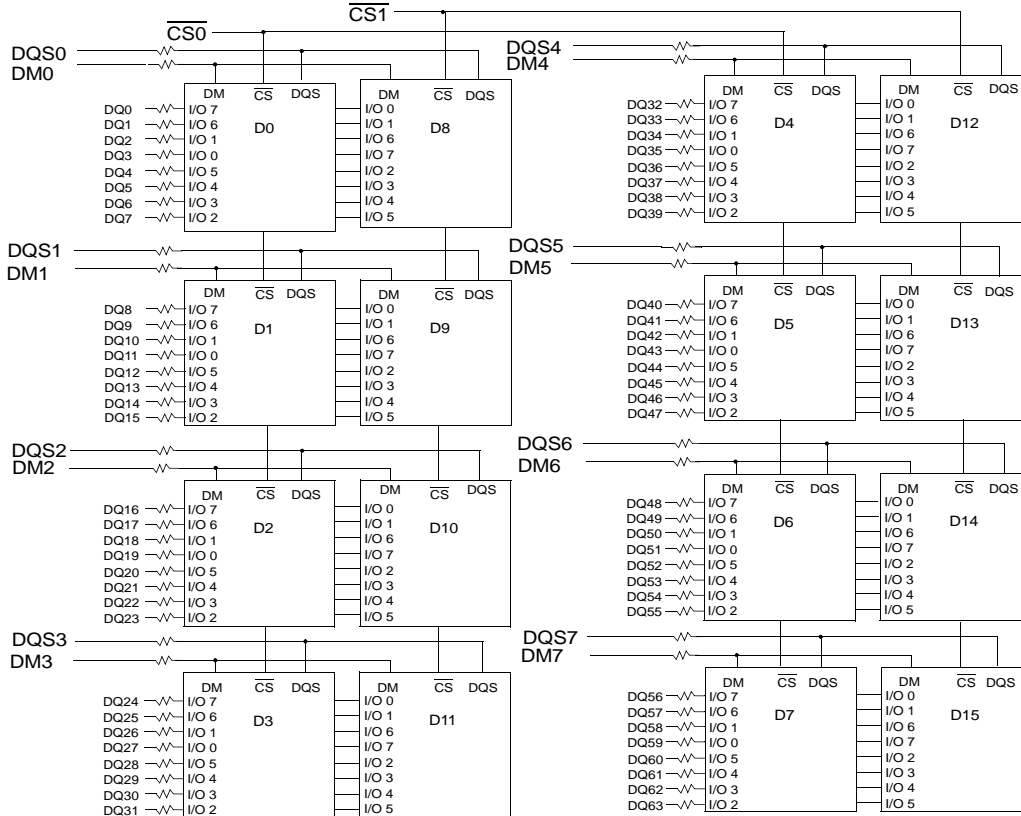 CS1
CS0
DQS0
DM0
DM CS DQS DM CS DQS
DQ0 I/O 7 I/O 0
DQ1 I/O 6 I/O 1
DQ2 I/O 1 I/O 6
DQ3 I/O 0 I/O 7
DQ4 I/O 5 I/O 2
DQ5 I/O 4 I/O 3
DQ6 I/O 3 I/O 4
DQ7 I/O 2 I/O 5
D0 D8
DQS1
DM1
DM CS DQS DM CS DQS
DQ8 I/O 7 I/O 0
DQ9 I/O 6 I/O 1
DQ10 I/O 1 I/O 6
DQ11 I/O 0 I/O 7
DQ12 I/O 5 I/O 2
DQ13 I/O 4 I/O 3
DQ14 I/O 3 I/O 4
DQ15 I/O 2 I/O 5
D1 D9
DQS2
DM2
DM CS DQS DM CS DQS
DQ16 I/O 7 I/O 0
DQ17 I/O 6 I/O 1
DQ18 I/O 1 I/O 6
DQ19 I/O 0 I/O 7
DQ20 I/O 5 I/O 2
DQ21 I/O 4 I/O 3
DQ22 I/O 3 I/O 4
DQ23 I/O 2 I/O 5
D2 D10
DQS3
DM3
DM CS DQS DM CS DQS
DQ24 I/O 7 I/O 0
DQ25 I/O 6 I/O 1
DQ26 I/O 1 I/O 6
DQ27 I/O 0 I/O 7
DQ28 I/O 5 I/O 2
DQ29 I/O 4 I/O 3
DQ30 I/O 3 I/O 4
DQ31 I/O 2 I/O 5
D3 D11
DQS4
DM4
DM CS DQS DM CS DQS
DQ32 I/O 7 I/O 0
DQ33 I/O 6 I/O 1
DQ34 I/O 1 I/O 6
DQ35 I/O 0 I/O 7
DQ36 I/O 5 I/O 2
DQ37 I/O 4 I/O 3
DQ38 I/O 3 I/O 4
DQ39 I/O 2 I/O 5
D4 D12
DQS5
DM5
DM CS DQS DM CS DQS
DQ40 I/O 7 I/O 0
DQ41 I/O 6 I/O 1
DQ42 I/O 1 I/O 6
DQ43 I/O 0 I/O 7
DQ44 I/O 5 I/O 2
DQ45 I/O 4 I/O 3
DQ46 I/O 3 I/O 4
DQ47 I/O 2 I/O 5
D5 D13
DQS6
DM6
DM CS DQS DM CS DQS
DQ48 I/O 7 I/O 0
DQ49 I/O 6 I/O 1
DQ50 I/O 1 I/O 6
DQ51 I/O 0 I/O 7
DQ52 I/O 5 I/O 2
DQ53 I/O 4 I/O 3
DQ54 I/O 3 I/O 4
DQ55 I/O 2 I/O 5
D6 D14
DQS7
DM7
DM CS DQS DM CS DQS
DQ56 I/O 7 I/O 0
DQ57 I/O 6 I/O 1
DQ58 I/O 1 I/O 6
DQ59 I/O 0 I/O 7
DQ60 I/O 5 I/O 2
DQ61 I/O 4 I/O 3
DQ62 I/O 3 I/O 4
DQ63 I/O 2 I/O 5
D7 D15